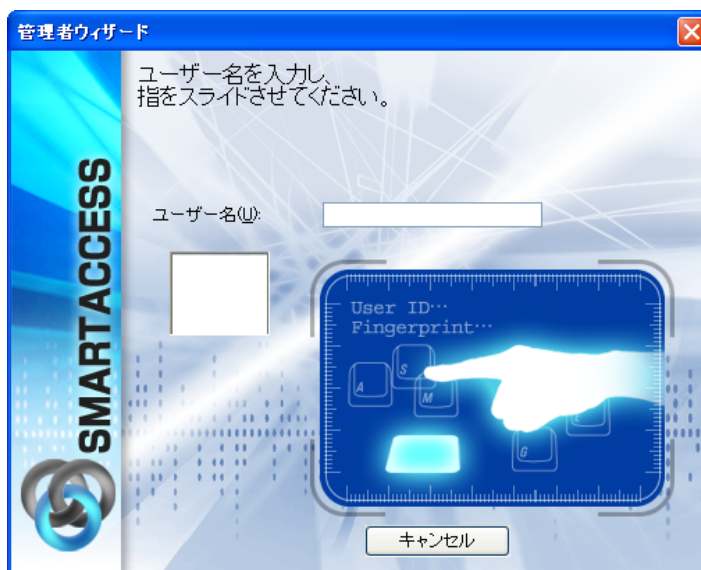 管理者ウィザード
ユーザー名を入力し、
指をスライドさせてください。
SMARTACCESS
ユーザー名(U):
User ID…
Fingerprint…
S
A
M
G
キャンセル